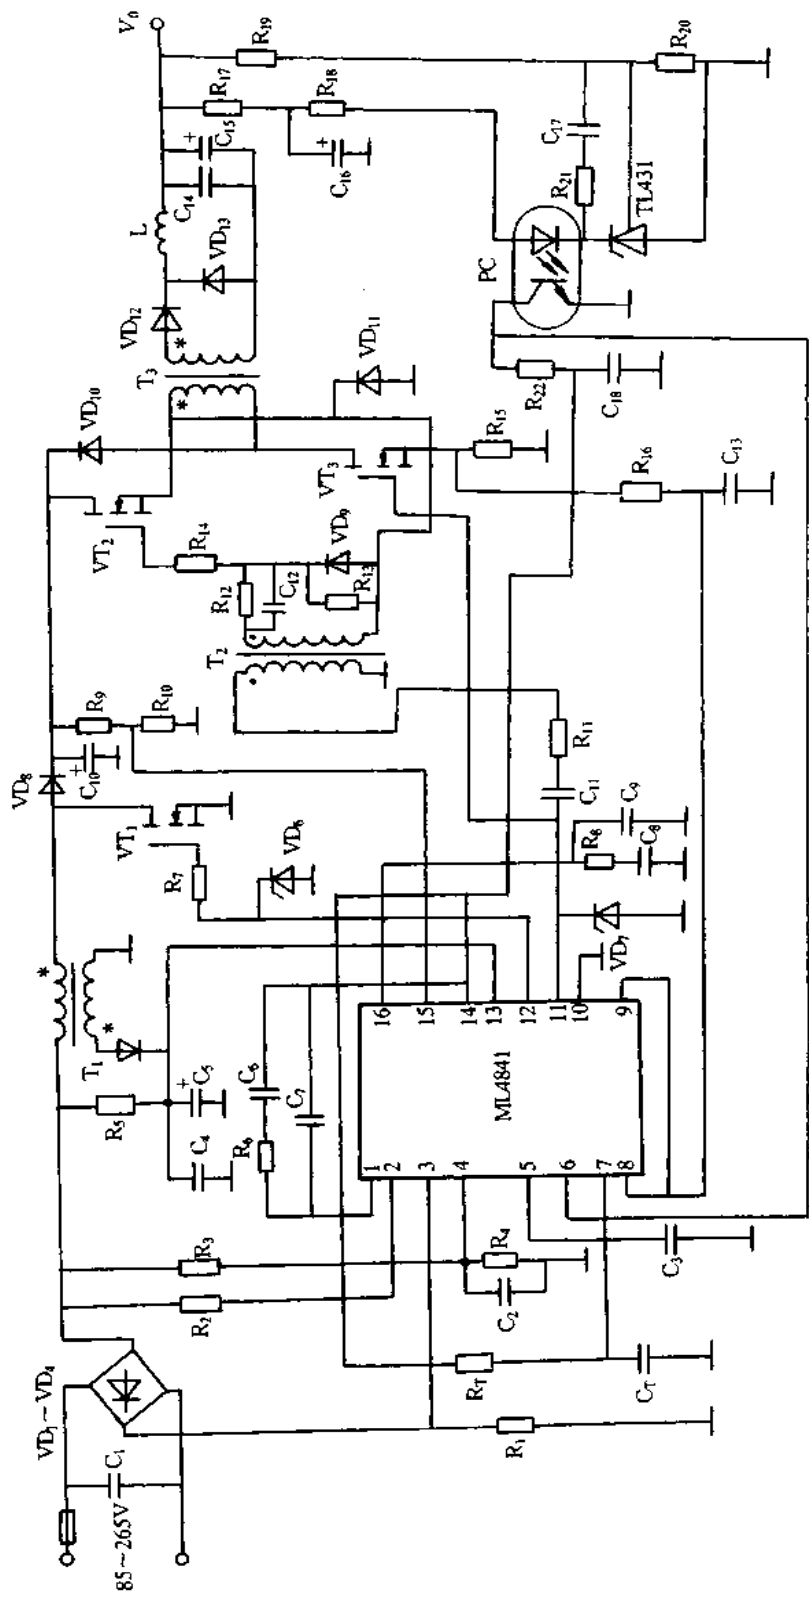 85～265V
C₁
VD₁～VD₄
R₁
R₂
R₃
R_T
C_T
C₂
R₄
C₃
R₅
C₄
C₅
T₁
*
*
R₆
C₆
C₇
ML4841
1
2
3
4
5
6
7
8
9
10
11
12
13
14
15
16
VD₆
R₇
VT₁
VD₇
R₈
C₈
C₉
VD₈
C₁₀
R₉
R₁₀
C₁₁
R₁₁
T₂
R₁₂
C₁₂
R₁₃
VD₉
R₁₄
VT₂
VD₁₀
VT₃
VD₁₁
T₃
*
*
VD₁₂
VD₁₃
L
C₁₄
C₁₅
R₁₅
R₁₆
C₁₃
R₁₇
R₁₈
C₁₆
R₁₉
V₀
PC
R₂₁
C₁₇
TL431
R₂₀
R₂₂
C₁₈